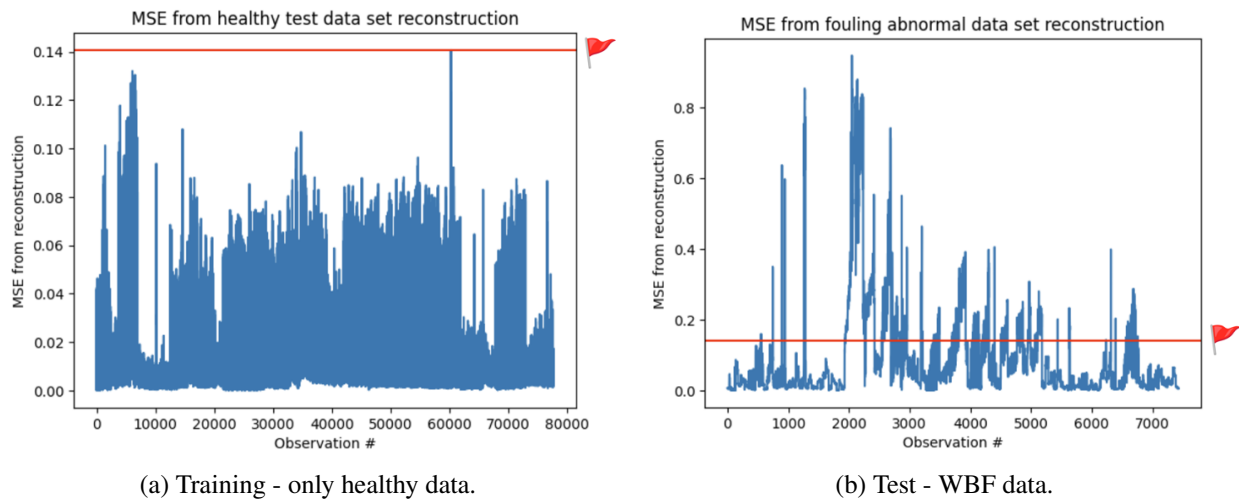 MSE from healthy test data set reconstruction
MSE from reconstruction
0.14
0.12
0.10
0.08
0.06
0.04
0.02
0.00
0 10000 20000 30000 40000 50000 60000 70000 80000
Observation #
(a) Training - only healthy data.
MSE from fouling abnormal data set reconstruction
MSE from reconstruction
0.8
0.6
0.4
0.2
0.0
0 1000 2000 3000 4000 5000 6000 7000
Observation #
(b) Test - WBF data.